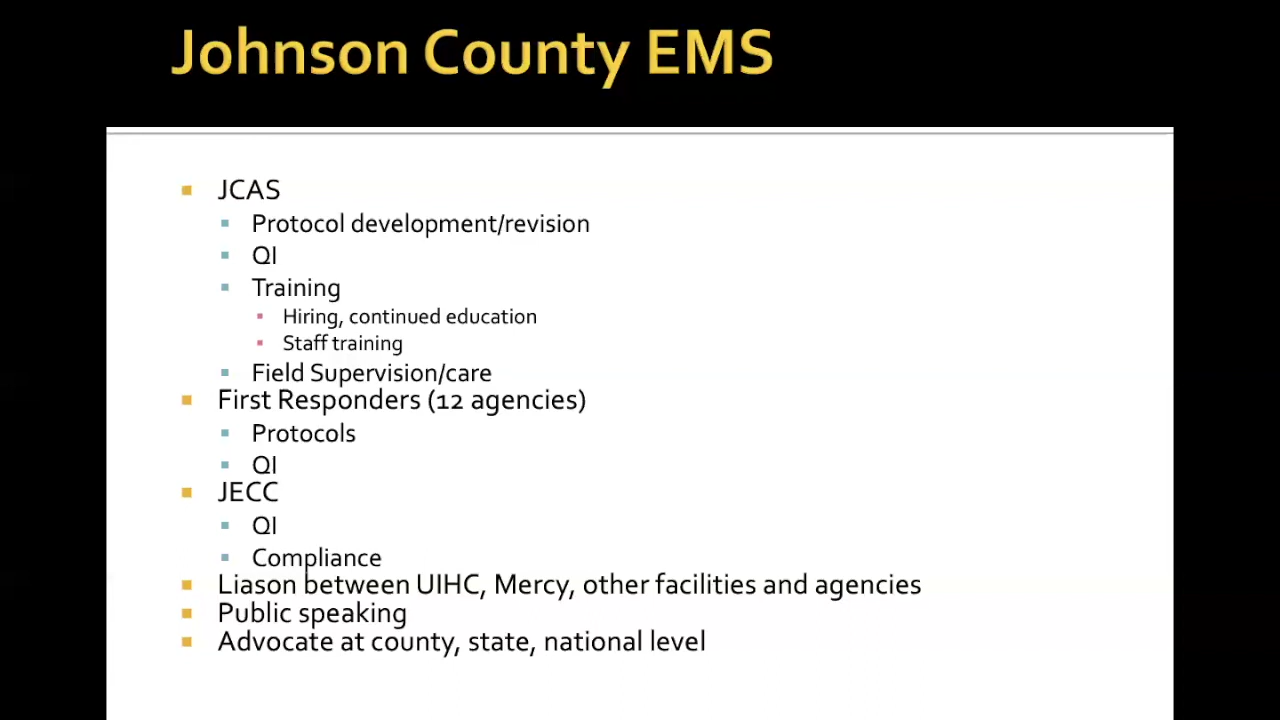 Johnson County EMS
JCAS
Protocol development/revision
QI
Training
Hiring, continued education
Staff training
Field Supervision/care
First Responders (12 agencies)
Protocols
QI
JECC
QI
Compliance
Liason between UIHC, Mercy, other facilities and agencies
Public speaking
Advocate at county, state, national level